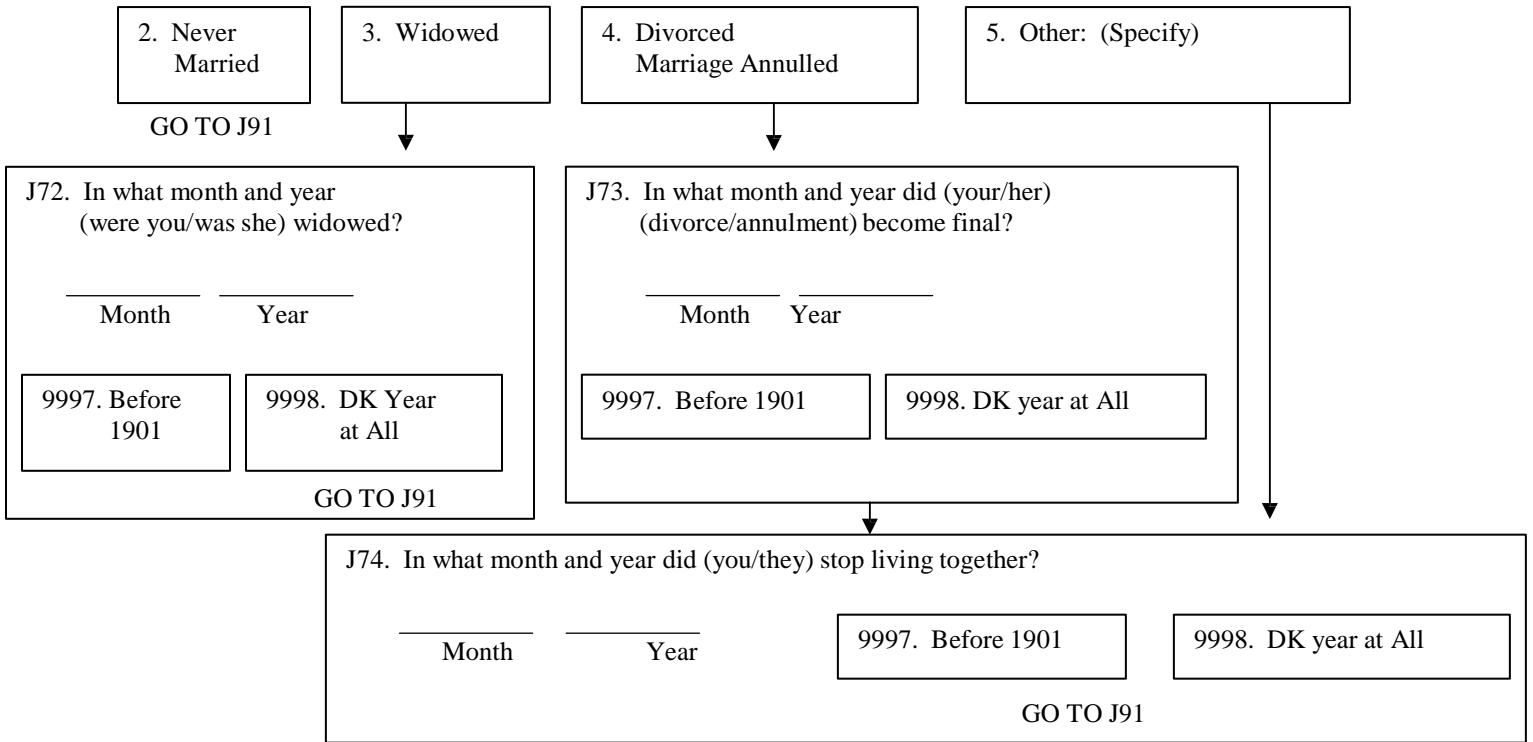 2. Never
Married
3. Widowed
4. Divorced
Marriage Annulled
5. Other: (Specify)
GO TO J91
J72. In what month and year
(were you/was she) widowed?
Month Year
9997. Before
1901
9998. DK Year
at All
GO TO J91
J73. In what month and year did (your/her)
(divorce/annulment) become final?
Month Year
9997. Before 1901
9998. DK year at All
J74. In what month and year did (you/they) stop living together?
Month Year
9997. Before 1901
9998. DK year at All
GO TO J91